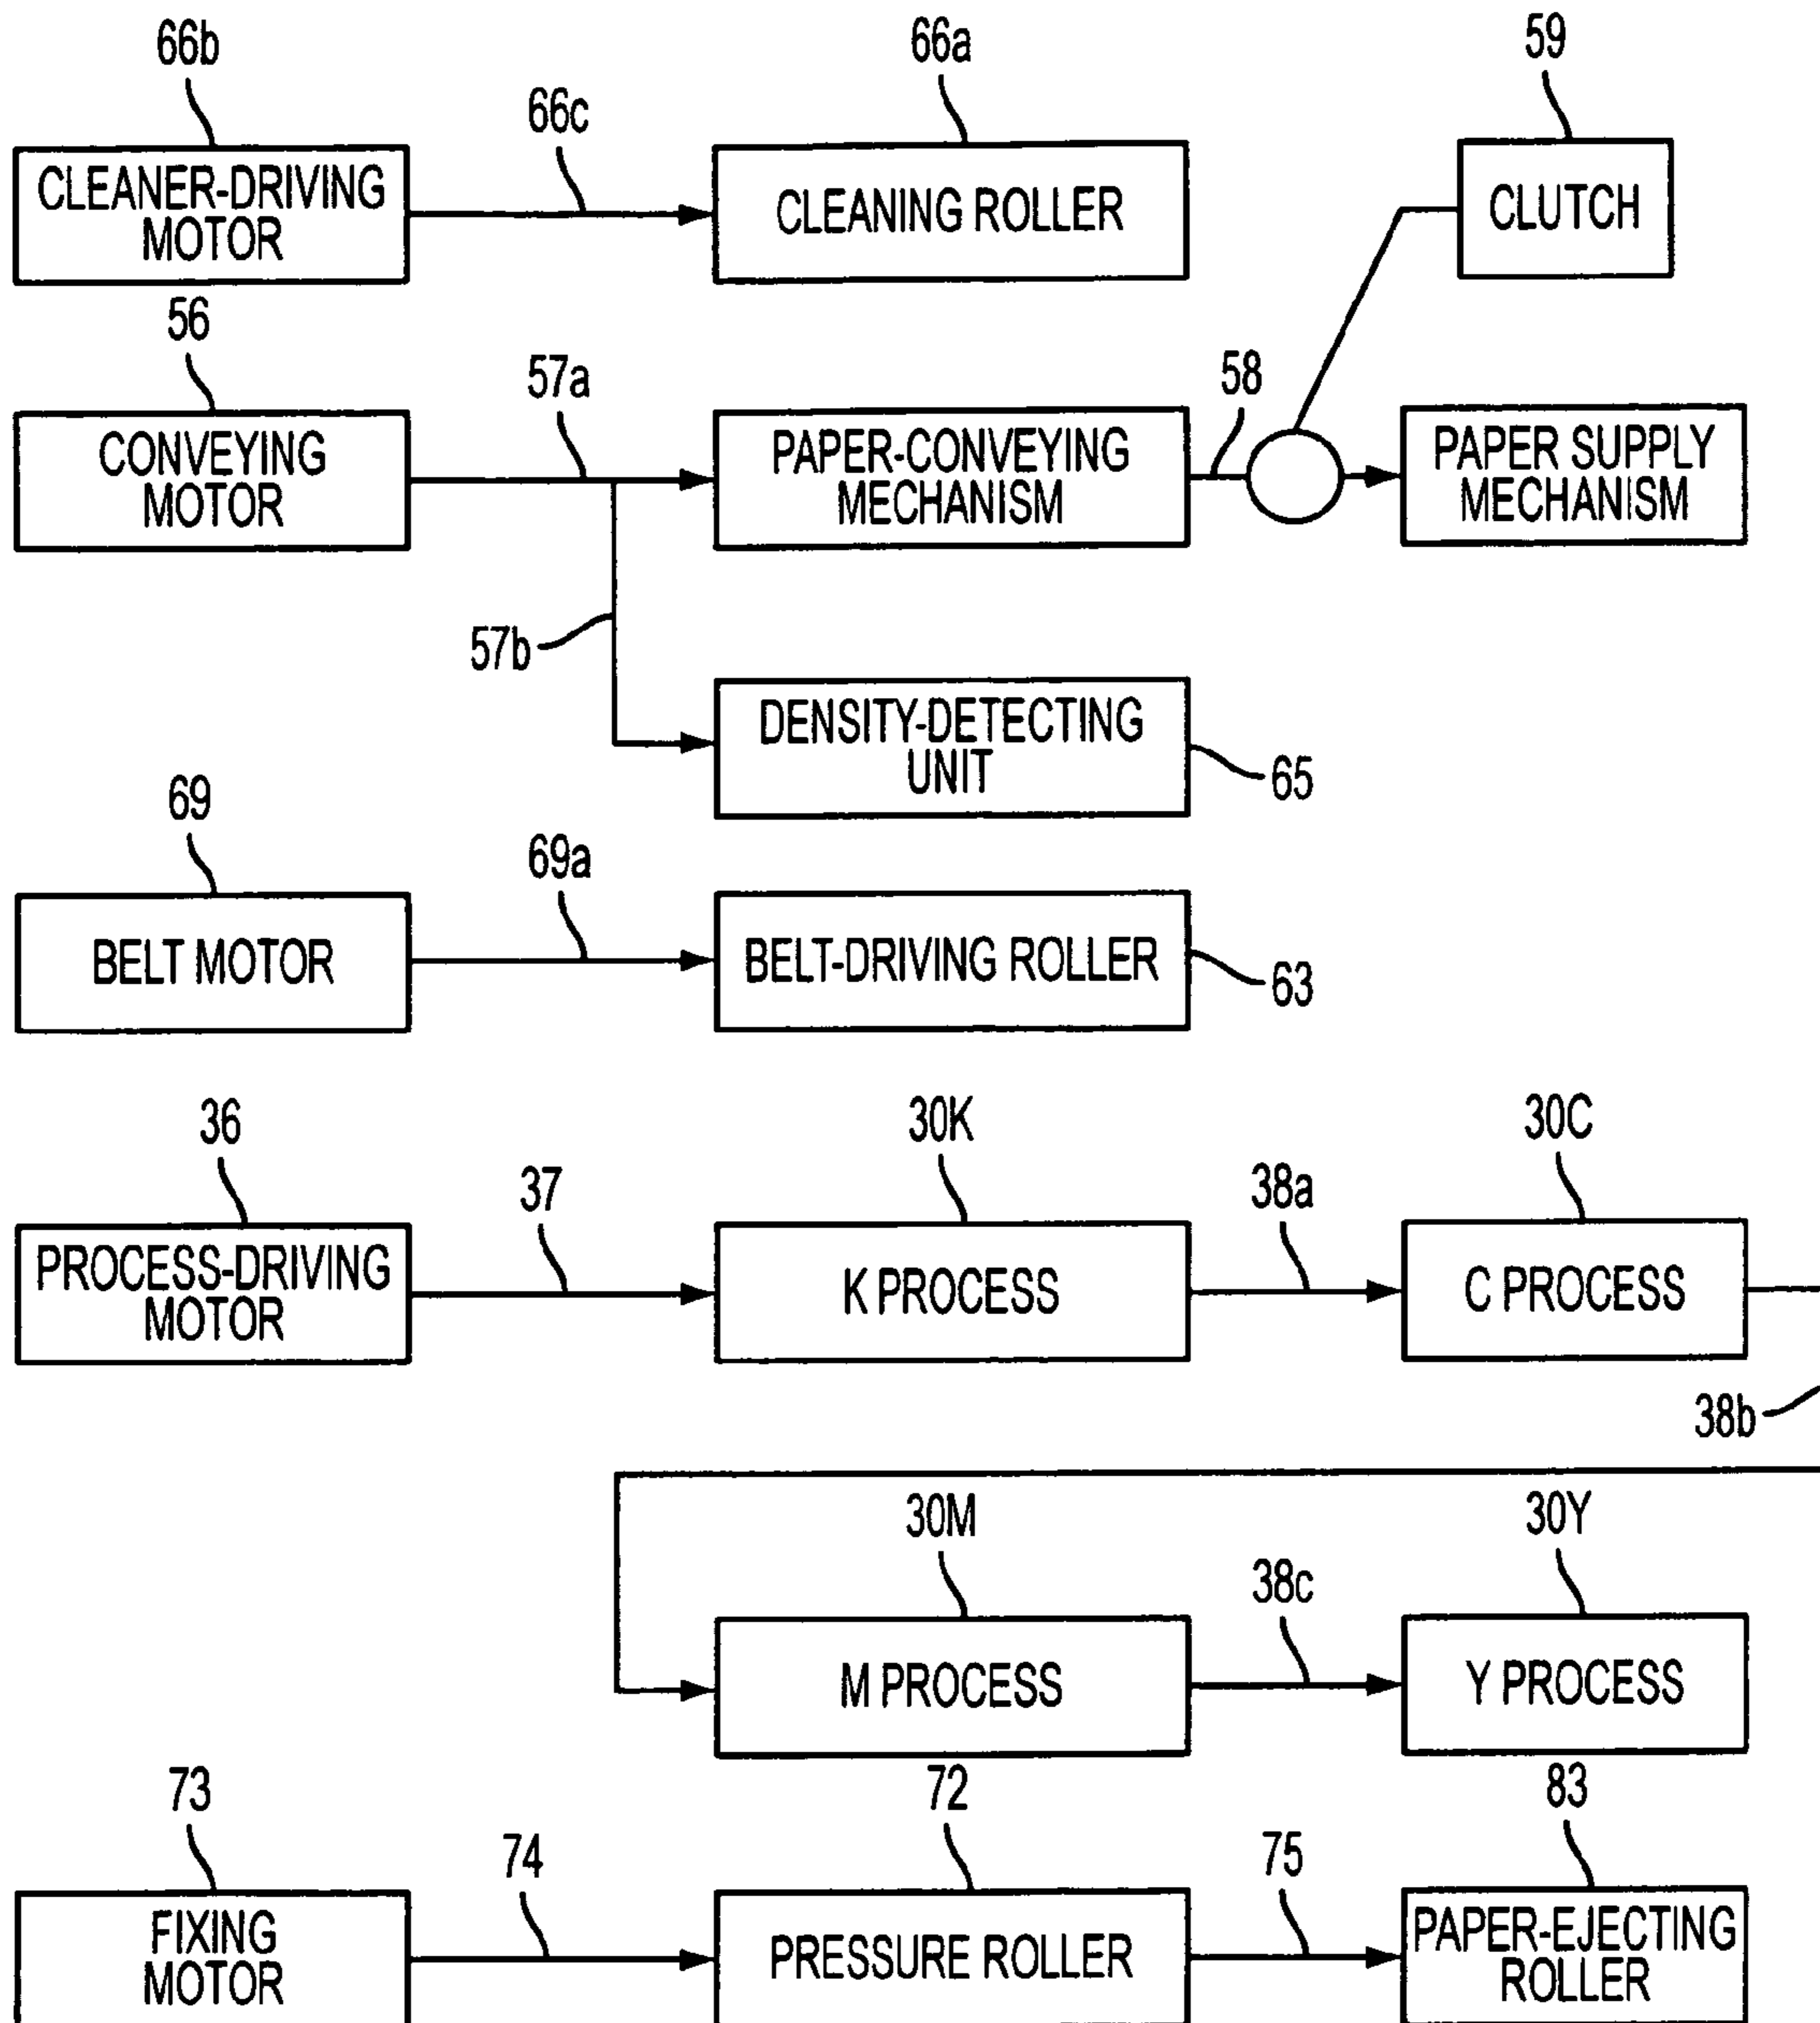 66b
66a
59
66c
CLEANER-DRIVING
MOTOR
CLEANING ROLLER
CLUTCH
56
57a
58
CONVEYING
MOTOR
PAPER-CONVEYING
MECHANISM
PAPER SUPPLY
MECHANISM
57b
DENSITY-DETECTING
UNIT
65
69
69a
BELT MOTOR
BELT-DRIVING ROLLER
63
36
30K
30C
37
38a
PROCESS-DRIVING
MOTOR
K PROCESS
C PROCESS
38b
30M
30Y
38c
M PROCESS
Y PROCESS
73
72
83
74
75
FIXING
MOTOR
PRESSURE ROLLER
PAPER-EJECTING
ROLLER